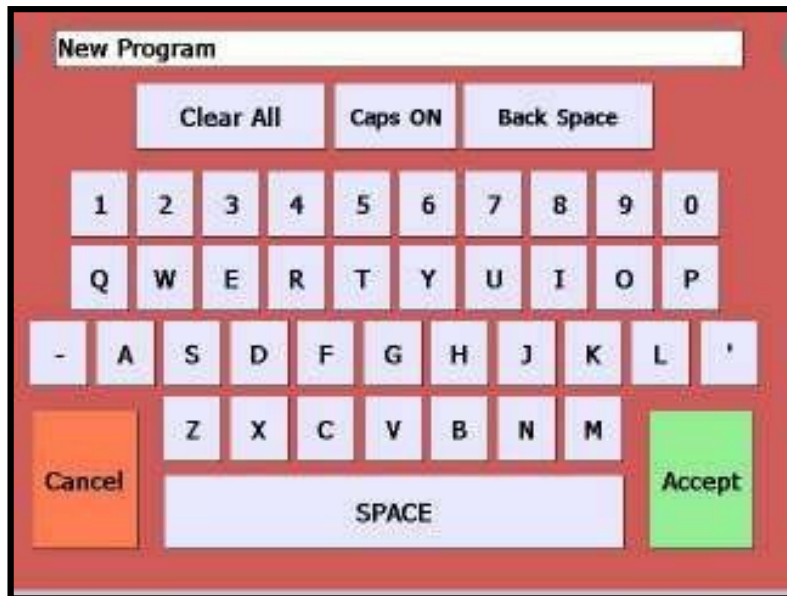 New Program
Clear All Caps ON Back Space
1 2 3 4 5 6 7 8 9 0
Q W E R T Y U I O P
- A S D F G H J K L '
Z X C V B N M
Cancel Accept
SPACE